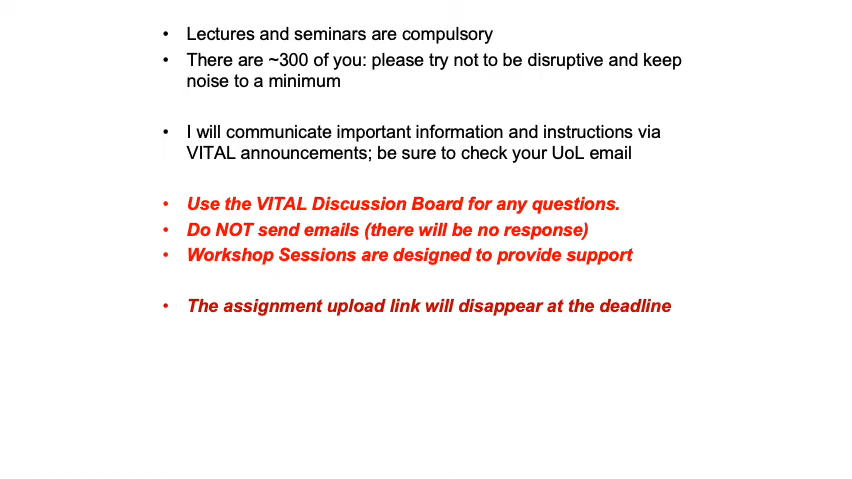 • Lectures and seminars are compulsory
• There are ~300 of you: please try not to be disruptive and keep
noise to a minimum
• I will communicate important information and instructions via
VITAL announcements; be sure to check your UoL email
• Use the VITAL Discussion Board for any questions.
• Do NOT send emails (there will be no response)
• Workshop Sessions are designed to provide support
• The assignment upload link will disappear at the deadline